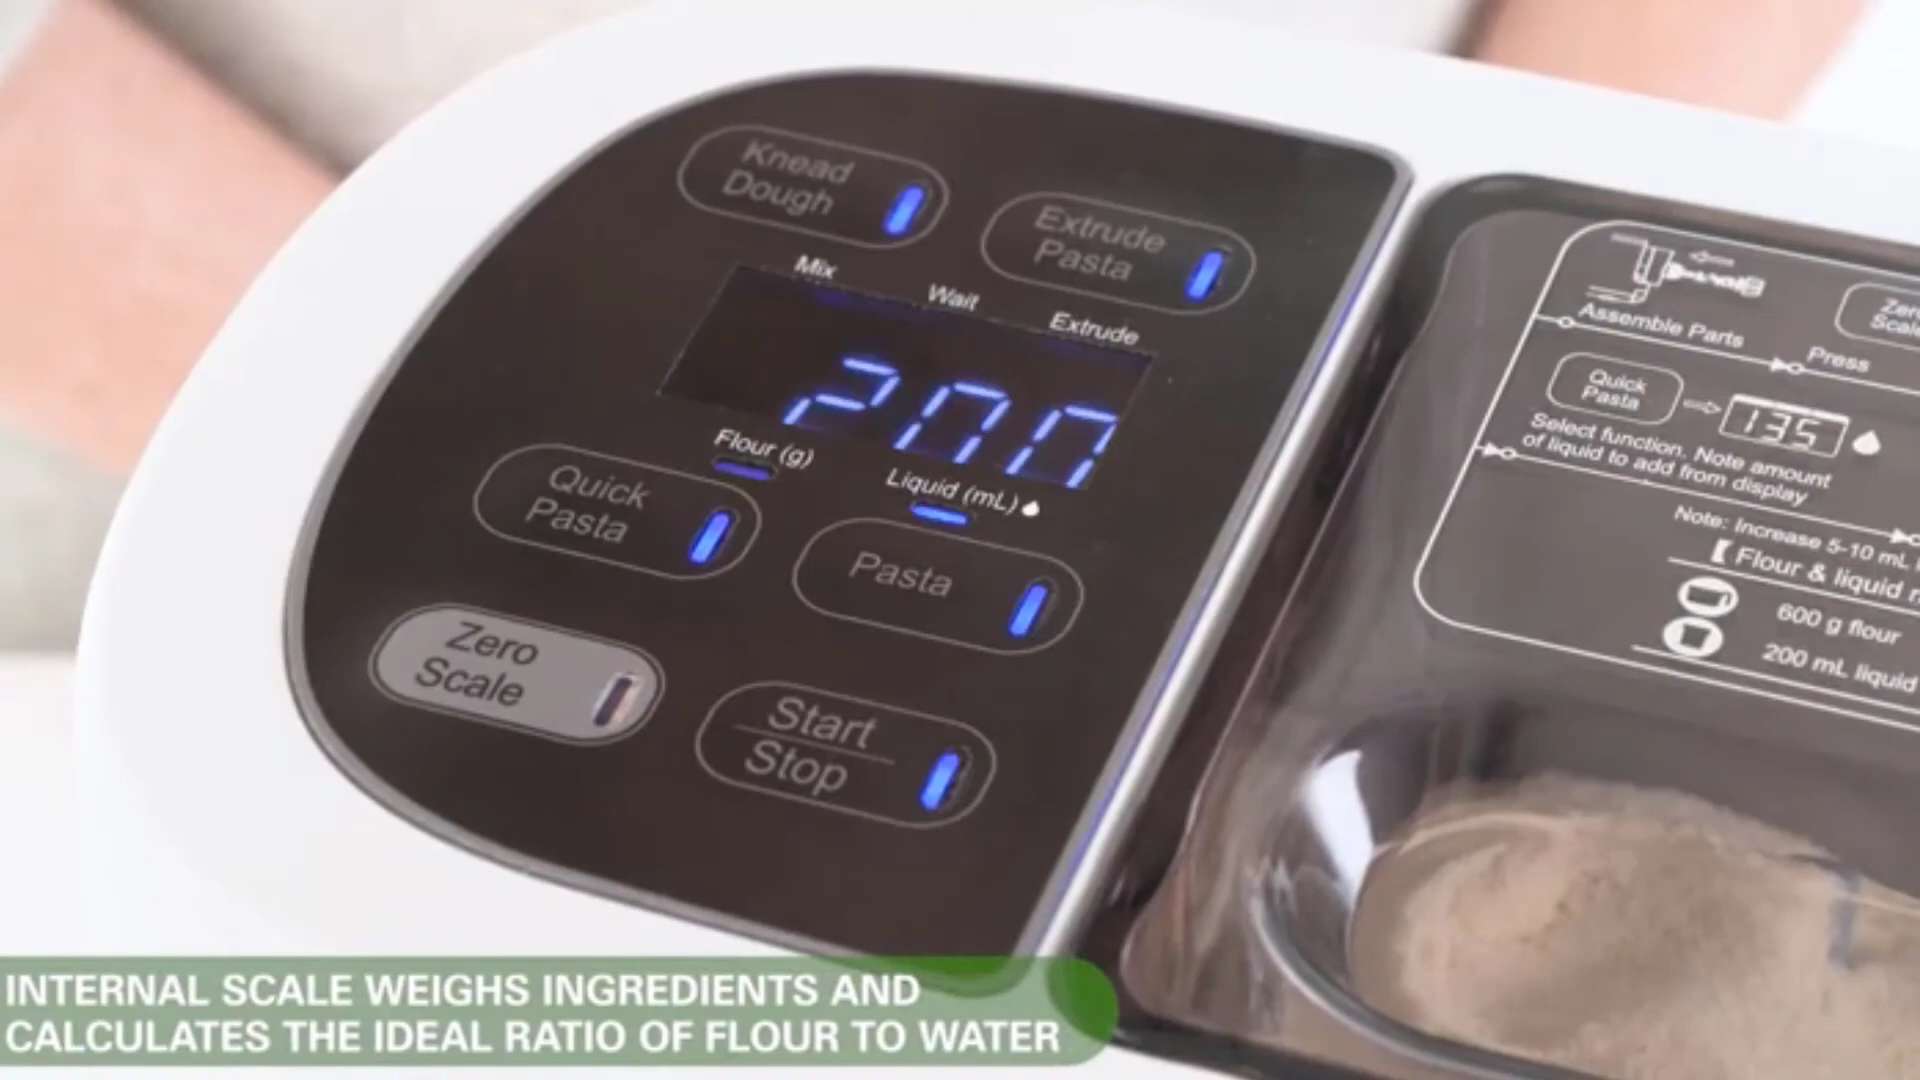 Knead
Dough
Extrude
Pasta
Mix
Wait
Extrude
200
Flour (g)
Liquid (mL)
Quick
Pasta
Pasta
Zero
Scale
Start
Stop
Assemble Parts
Press
Quick
Pasta
135
Select function. Note amount
of liquid to add from display
Note: Increase 5-10 mL
Flour & liquid
600 g flour
200 mL liquid
INTERNAL SCALE WEIGHS INGREDIENTS AND
CALCULATES THE IDEAL RATIO OF FLOUR TO WATER